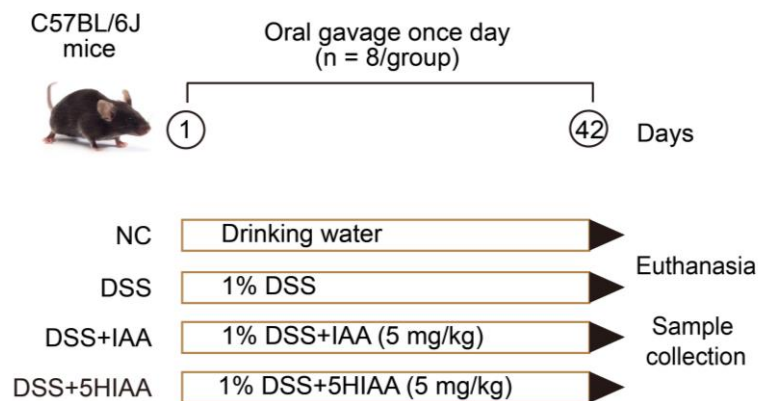 C57BL/6J
mice
Oral gavage once day
(n = 8/group)
1
42
Days
NC
Drinking water
DSS
1% DSS
Euthanasia
DSS+IAA
1% DSS+IAA (5 mg/kg)
Sample
collection
DSS+5HIAA
1% DSS+5HIAA (5 mg/kg)